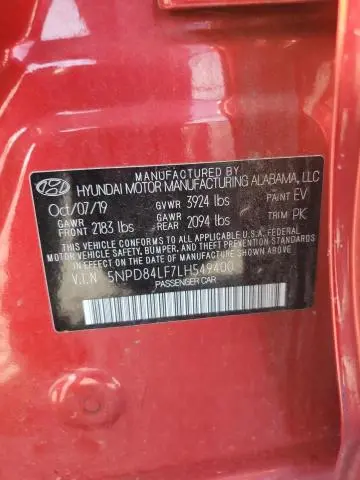 MANUFACTURED BY
HYUNDAI MOTOR MANUFACTURING ALABAMA, LLC
Oct/07/19 GVWR 3924 lbs PAINT EV
GAWR FRONT 2183 lbs GAWR REAR 2094 lbs TRIM PK
THIS VEHICLE CONFORMS TO ALL APPLICABLE U.S. FEDERAL
MOTOR VEHICLE SAFETY, BUMPER, AND THEFT PREVENTION
STANDARDS IN EFFECT ON THE DATE OF MANUFACTURE SHOWN ABOVE.
V.I.N 5NPD84LF7LH549400
PASSENGER CAR